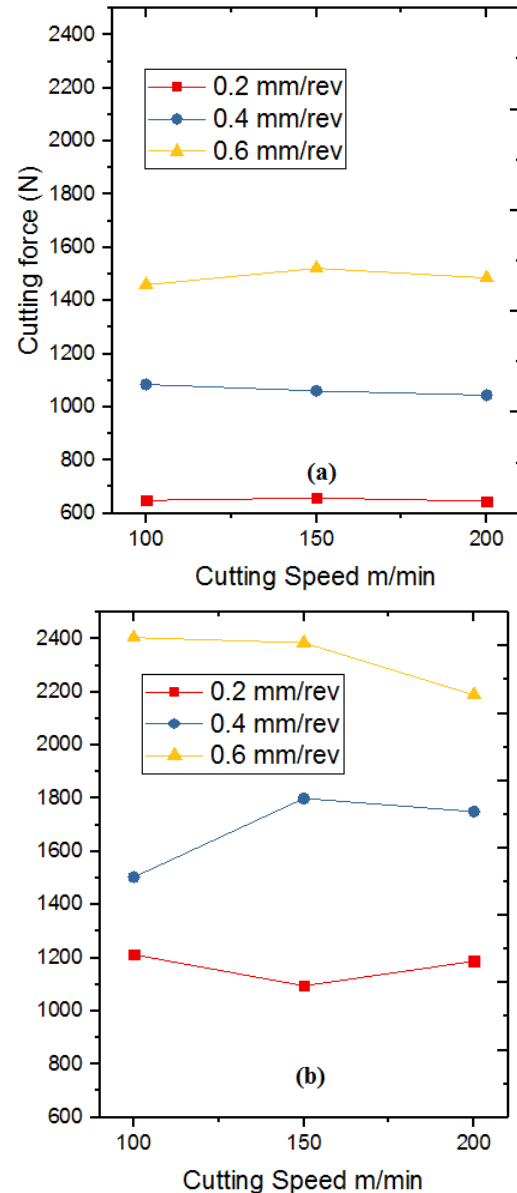 2400
2200
2000
1800
1600
1400
1200
1000
800
600
Cutting force (N)
0.2 mm/rev
0.4 mm/rev
0.6 mm/rev
(a)
100 150 200
Cutting Speed m/min
2400
2200
2000
1800
1600
1400
1200
1000
800
600
0.2 mm/rev
0.4 mm/rev
0.6 mm/rev
(b)
100 150 200
Cutting Speed m/min